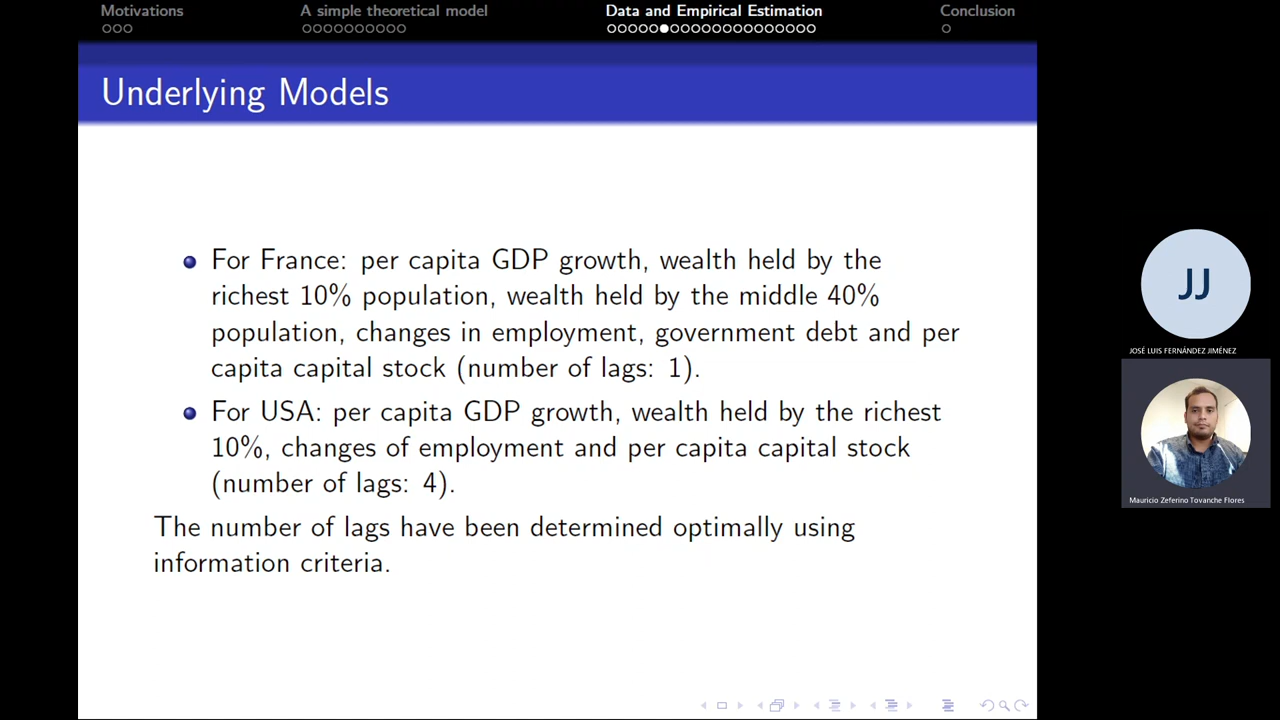 Motivations
A simple theoretical model
Data and Empirical Estimation
Conclusion
Underlying Models
For France: per capita GDP growth, wealth held by the
richest 10% population, wealth held by the middle 40%
population, changes in employment, government debt and per
capita capital stock (number of lags: 1).
For USA: per capita GDP growth, wealth held by the richest
10%, changes of employment and per capita capital stock
(number of lags: 4).
The number of lags have been determined optimally using
information criteria.
JJ
JOSÉ LUIS FERNÁNDEZ JIMÉNEZ
Mauricio Zeferino Tovanche Flores